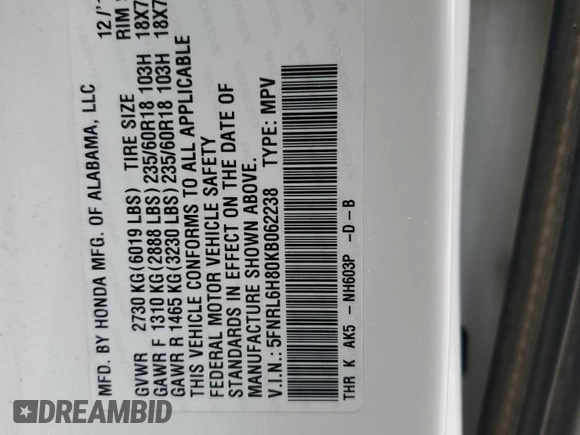 MFD. BY HONDA MFG. OF ALABAMA, LLC 12 /
GVWR 2730 KG(6019 LBS) TIRE SIZE RIM
GAWR F 1310 KG(2888 LBS)235/60R18 103H 18X7
GAWR R 1465 KG(3230 LBS)235/60R18 103H 18X7
THIS VEHICLE CONFORMS TO ALL APPLICABLE
FEDERAL MOTOR VEHICLE SAFETY
STANDARDS IN EFFECT ON THE DATE OF
MANUFACTURE SHOWN ABOVE.
V.I.N.:5FNRL6H80KB062238 TYPE: MPV
THR K AK5 -NH603P -D -B
DREAMBID